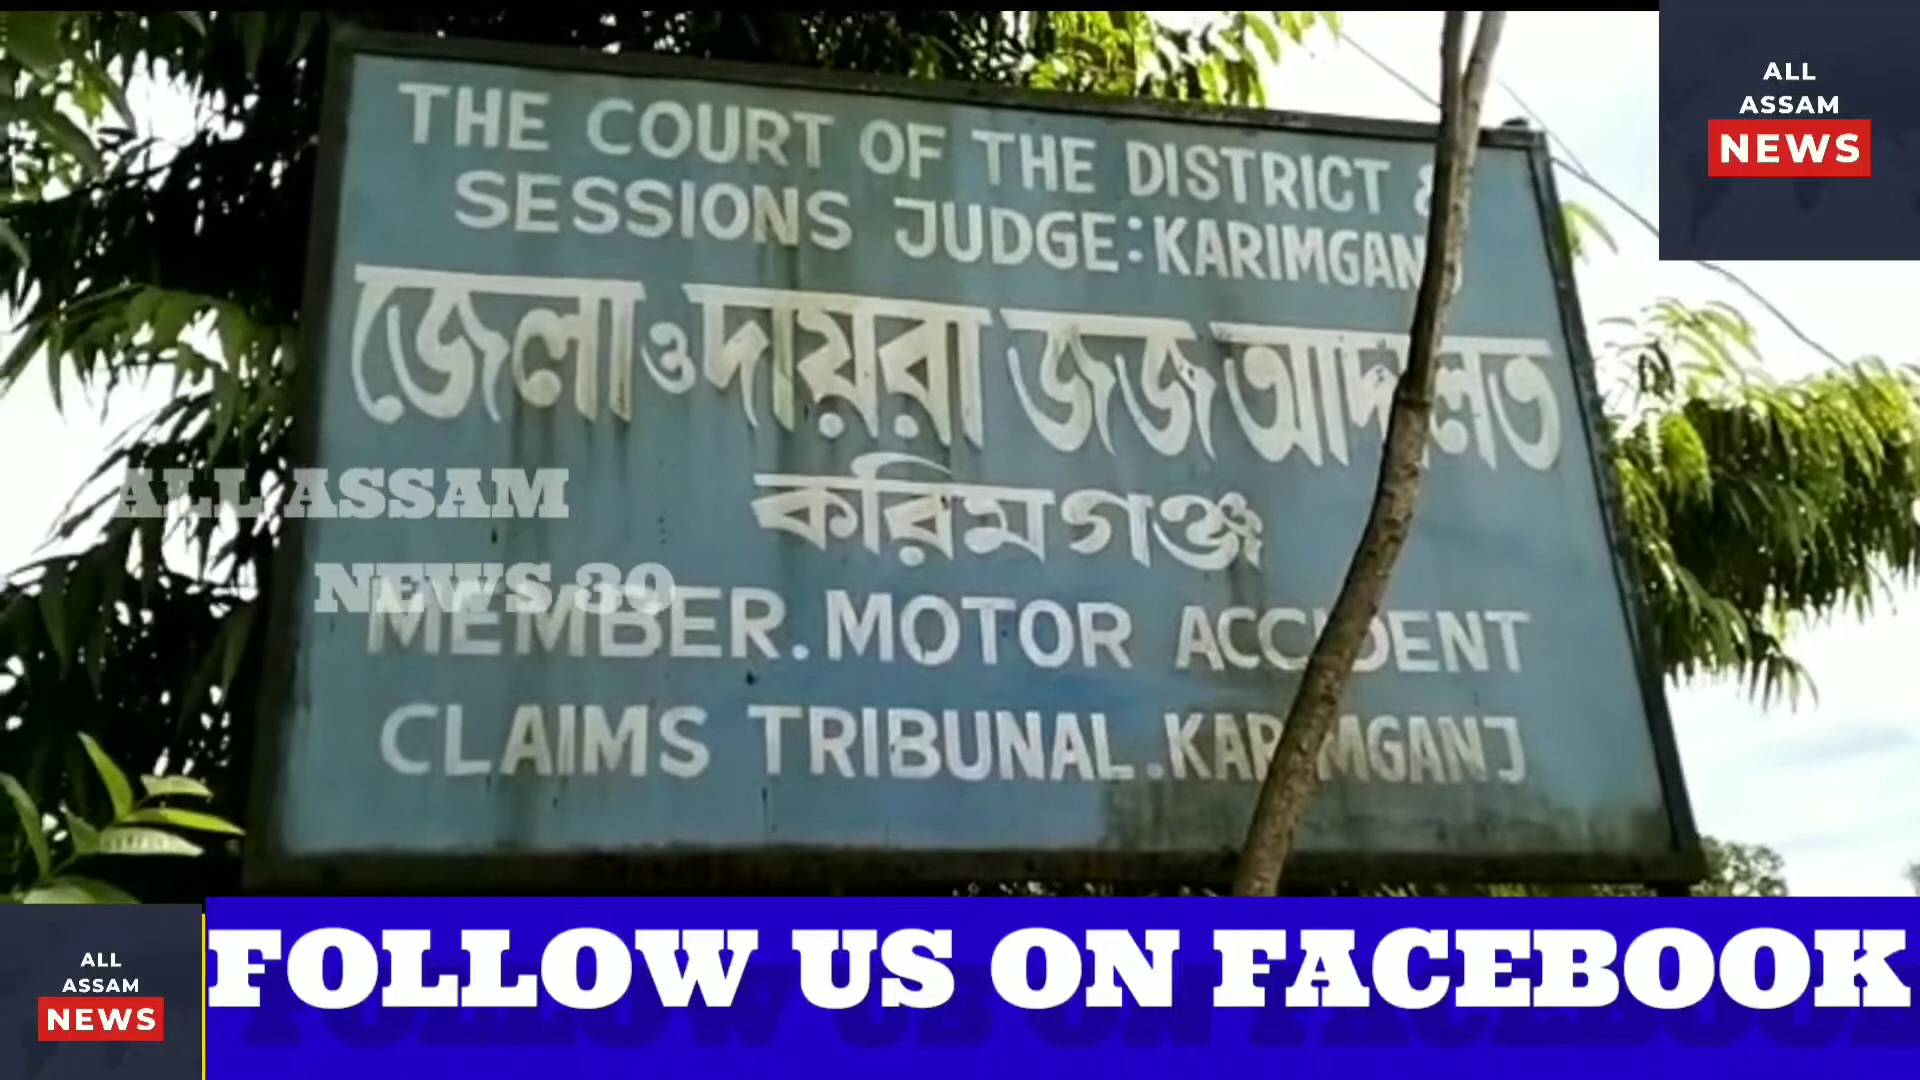 ALL
ASSAM
NEWS
THE COURT OF THE DISTRICT &
SESSIONS JUDGE: KARIMGANJ
জেলা ও দায়রা জজ আদালত
করিমগঞ্জ
ALL ASSAM
NEWS 30
MEMBER. MOTOR ACCIDENT
CLAIMS TRIBUNAL. KARIMGANJ
ALL
ASSAM
NEWS
FOLLOW US ON FACEBOOK